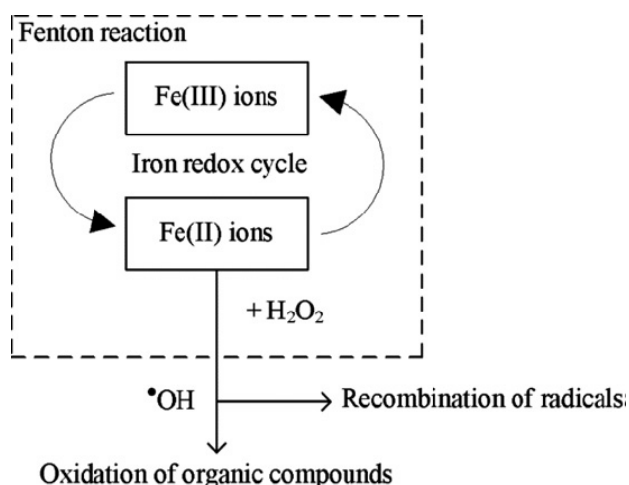 Fenton reaction
Fe(III) ions
Iron redox cycle
Fe(II) ions
+ H₂O₂
•OH
Recombination of radicals
Oxidation of organic compounds